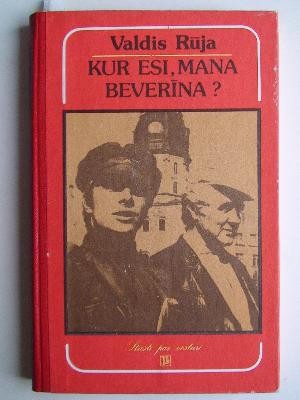 Valdis Rūja
KUR ESI, MANA
BEVERĪNA?
Stāsti par vēsturi